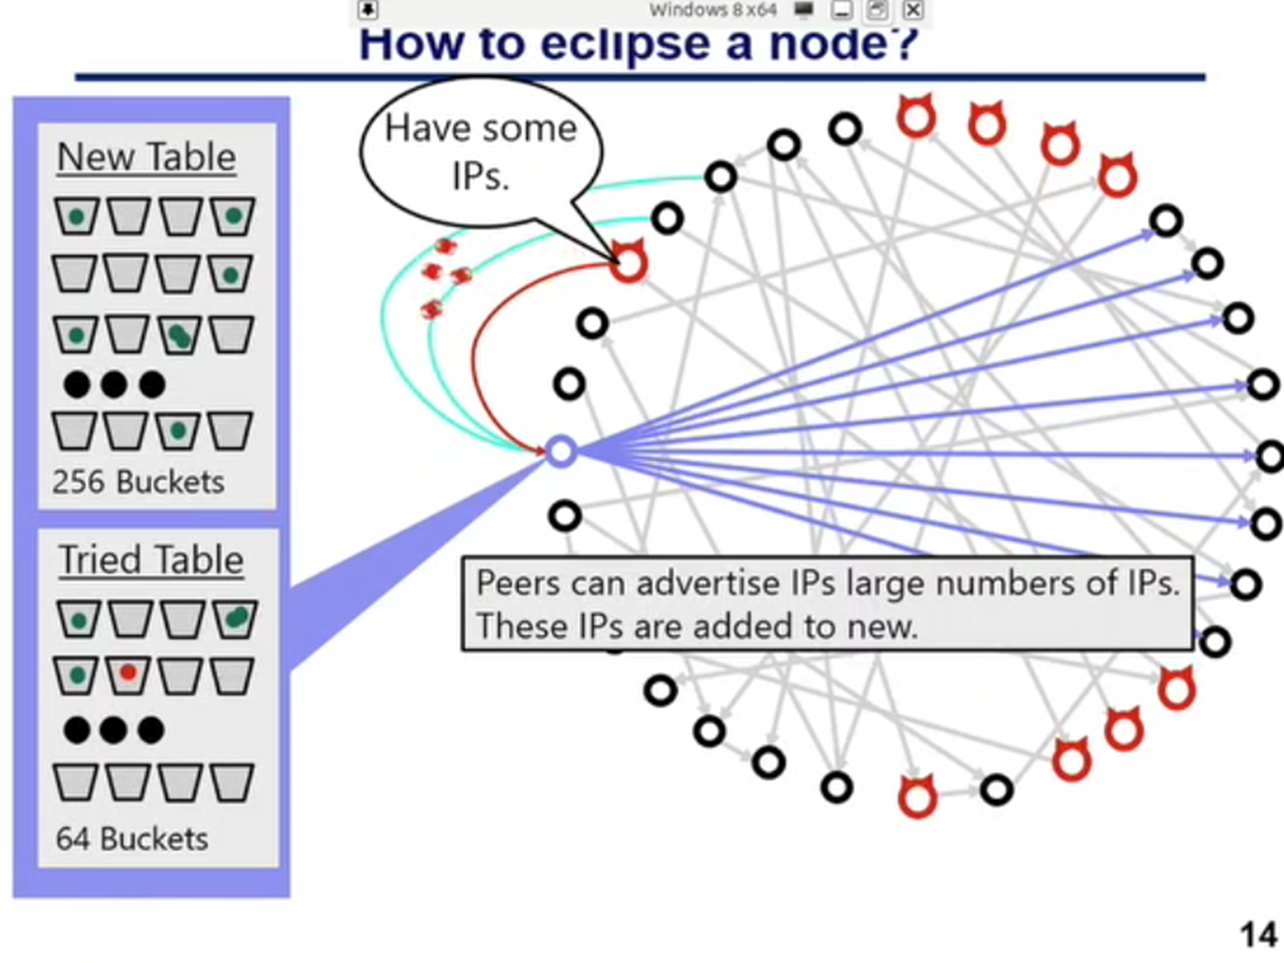 Windows 8 x64
How to eclipse a node?
Have some
IPs.
New Table
256 Buckets
Tried Table
64 Buckets
Peers can advertise IPs large numbers of IPs.
These IPs are added to new.
14